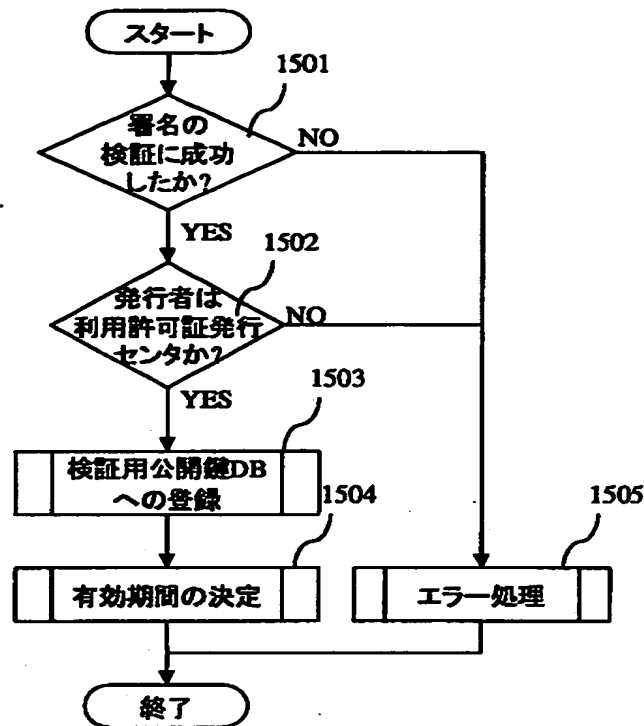 スタート
1501
署名の
検証に成功
したか?
NO
YES
1502
発行者は
利用許可証発行
センタか?
NO
YES
1503
検証用公開鍵DB
への登録
1504
有効期間の決定
1505
エラー処理
終了